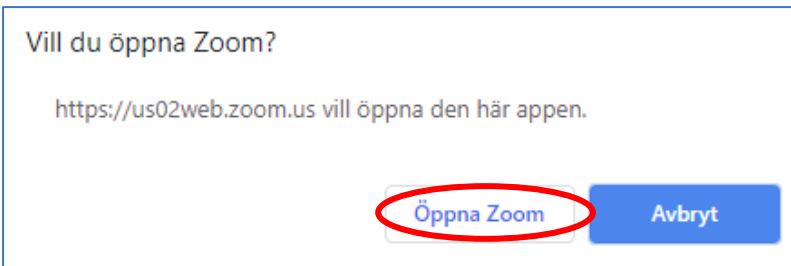 Vill du öppna Zoom?
https://us02web.zoom.us vill öppna den här appen.
Öppna Zoom
Avbryt